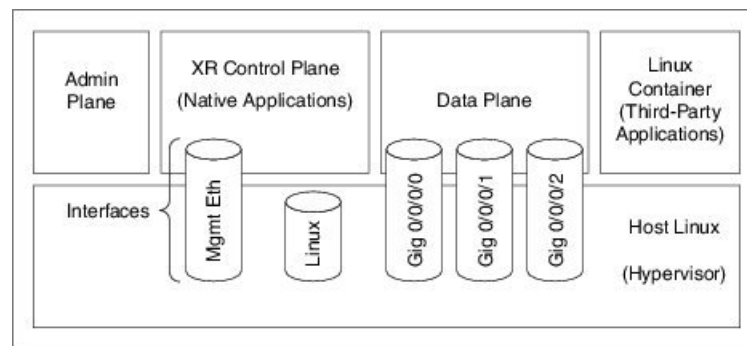 Admin
Plane
XR Control Plane
(Native Applications)
Data Plane
Linux
Container
(Third-Party
Applications)
Interfaces
Mgmt Eth
Linux
Gig 0/0/0/0
Gig 0/0/0/1
Gig 0/0/0/2
Host Linux
(Hypervisor)